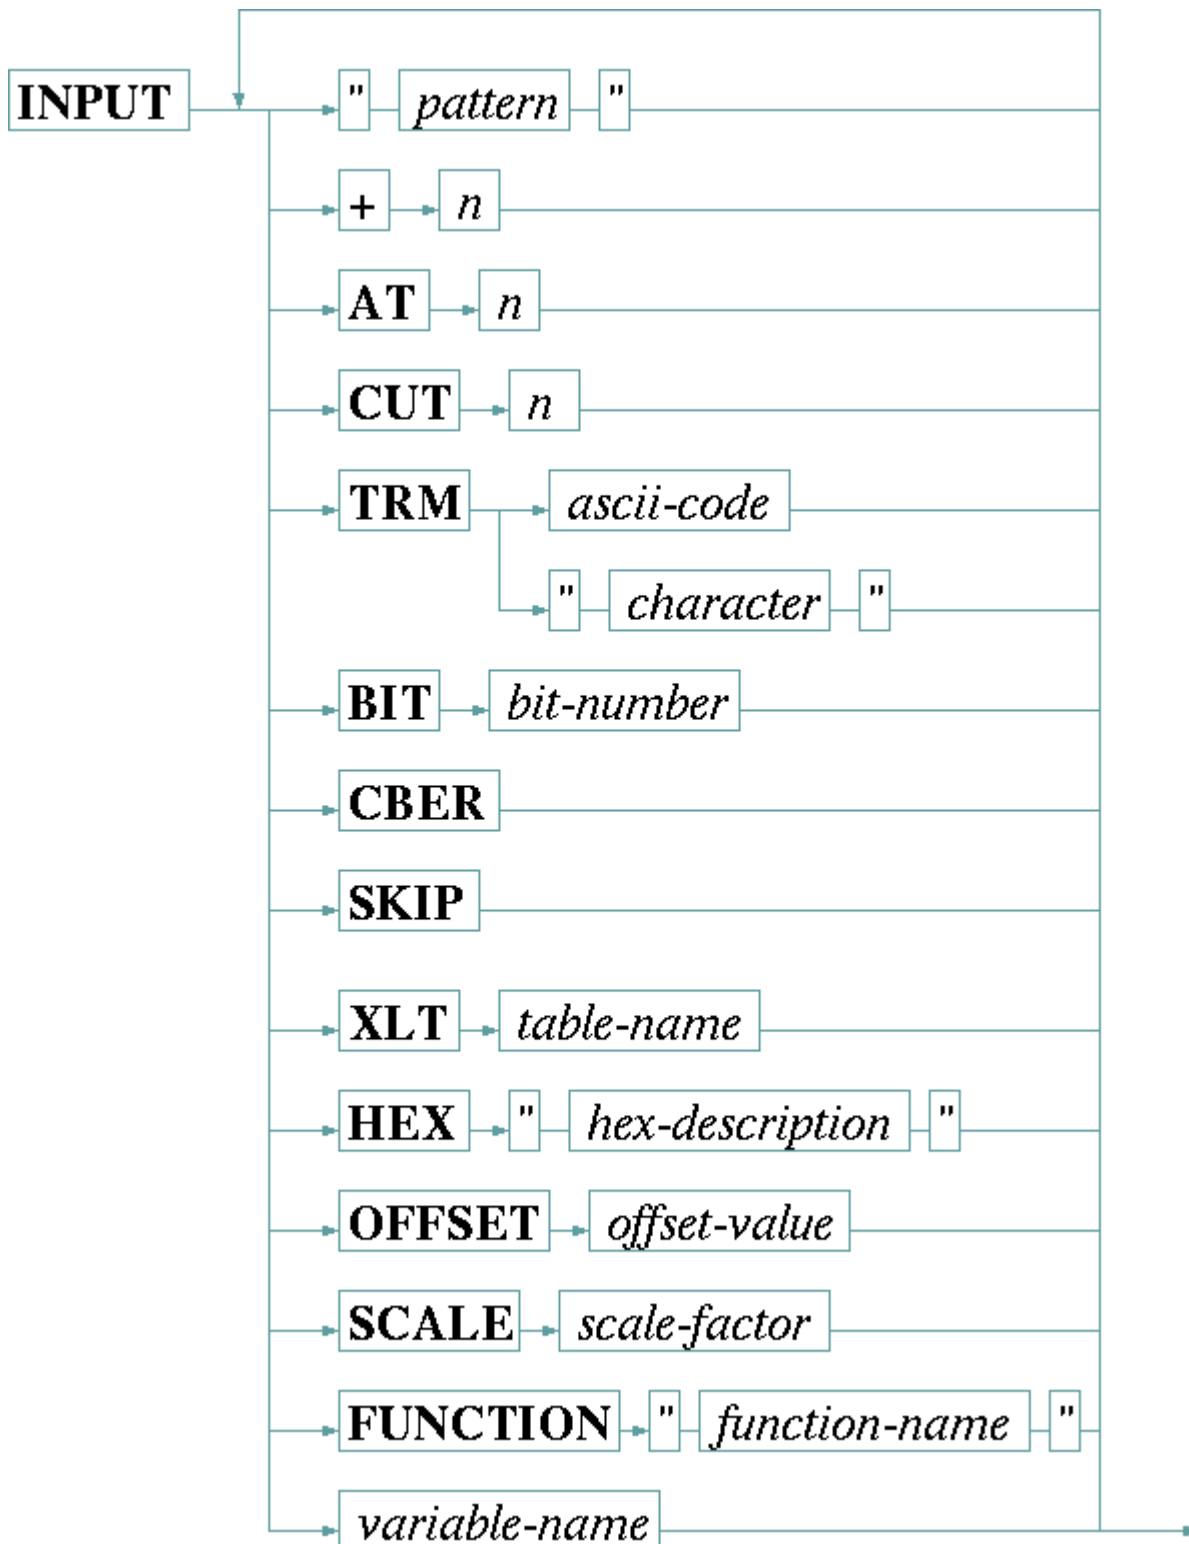 INPUT " pattern "
+ n
AT n
CUT n
TRM ascii-code
" character "
BIT bit-number
CBER
SKIP
XLT table-name
HEX " hex-description "
OFFSET offset-value
SCALE scale-factor
FUNCTION " function-name "
variable-name